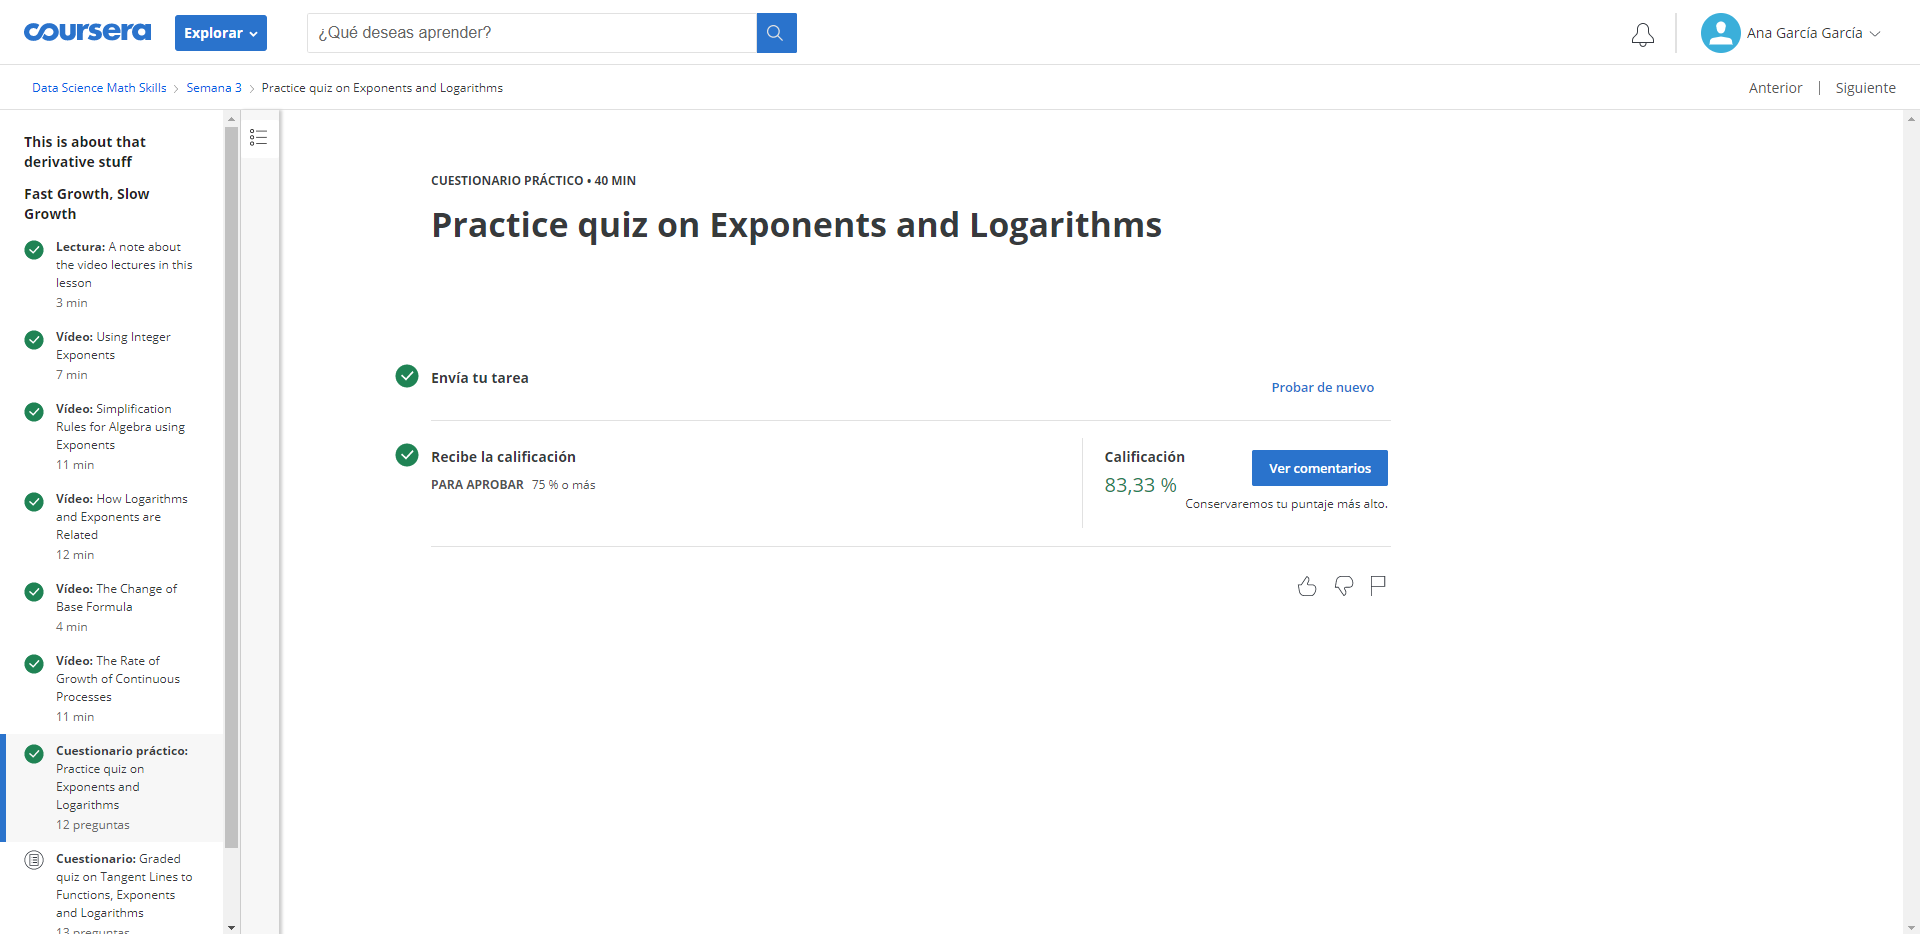 coursera
Explorar
¿Qué deseas aprender?
Ana García García
Data Science Math Skills
Semana 3
Practice quiz on Exponents and Logarithms
Anterior
Siguiente
This is about that
derivative stuff
Fast Growth, Slow
Growth
Lectura: A note about
the video lectures in this
lesson
3 min
Vídeo: Using Integer
Exponents
7 min
Vídeo: Simplification
Rules for Algebra using
Exponents
11 min
Vídeo: How Logarithms
and Exponents are
Related
12 min
Vídeo: The Change of
Base Formula
4 min
Vídeo: The Rate of
Growth of Continuous
Processes
11 min
Cuestionario práctico:
Practice quiz on
Exponents and
Logarithms
12 preguntas
Cuestionario: Graded
quiz on Tangent Lines to
Functions, Exponents
and Logarithms
13 preguntas
CUESTIONARIO PRÁCTICO • 40 MIN
Practice quiz on Exponents and Logarithms
Envía tu tarea
Probar de nuevo
Recibe la calificación
PARA APROBAR 75 % o más
Calificación
83,33 %
Ver comentarios
Conservaremos tu puntaje más alto.